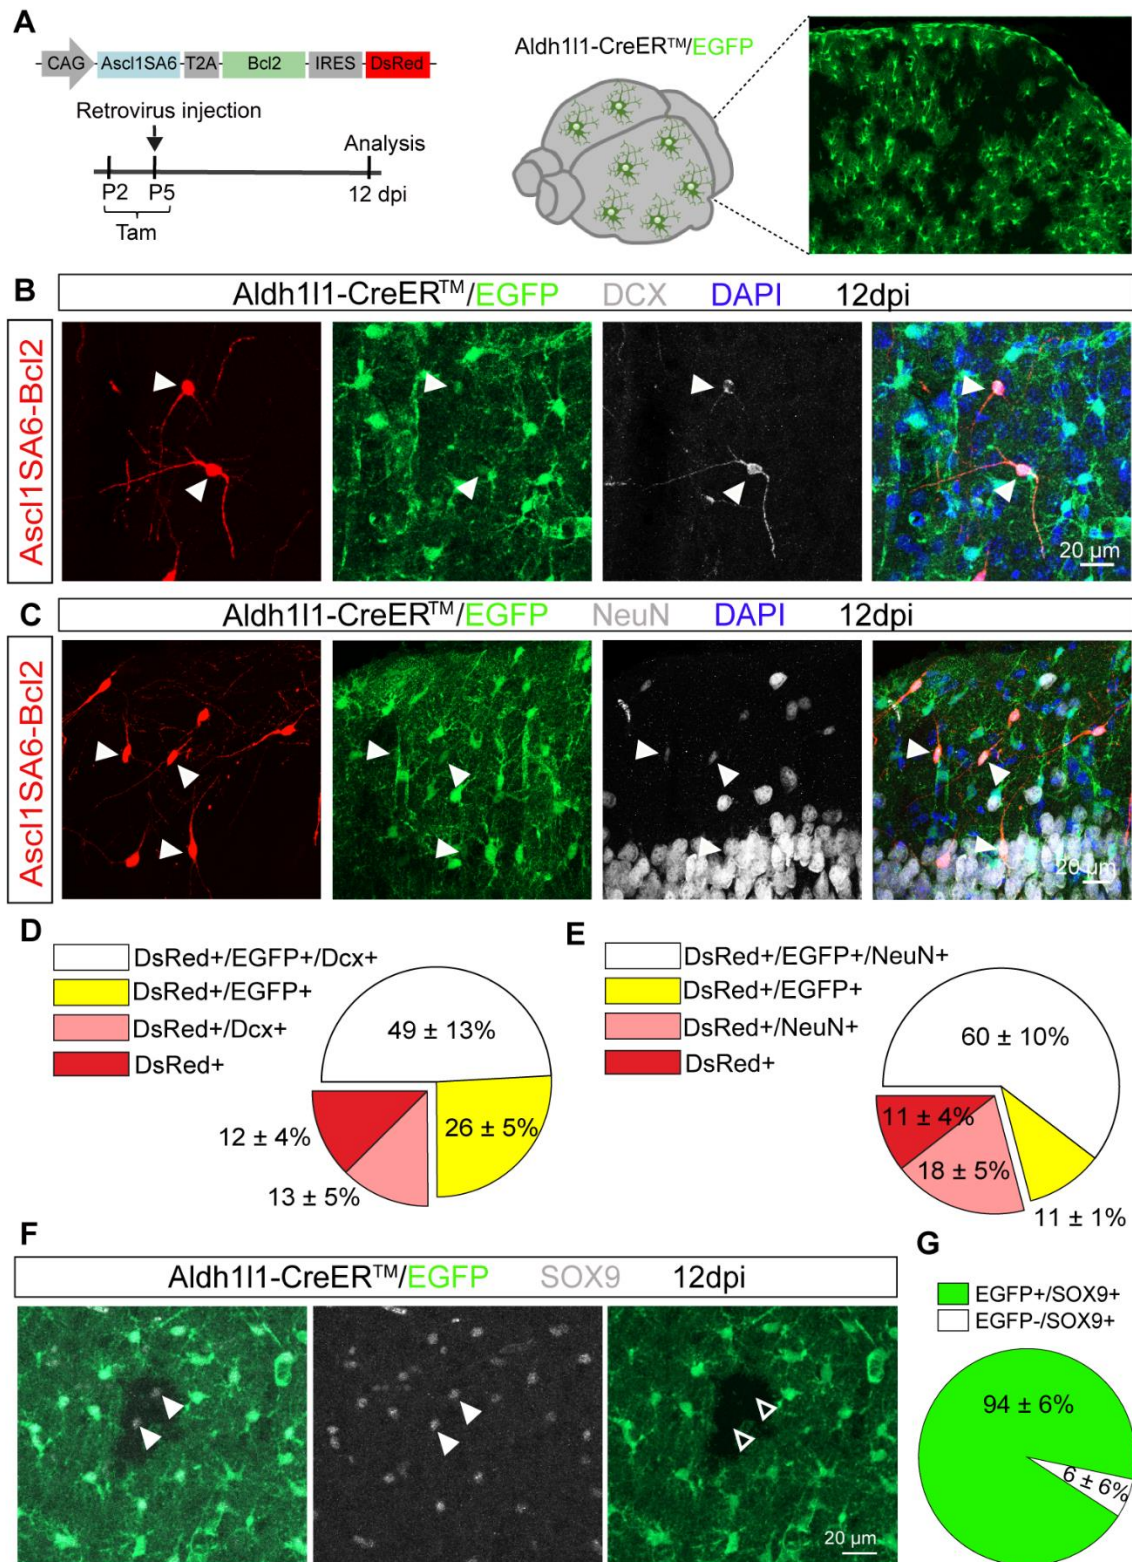 A
CAG Ascl1SA6 T2A Bcl2 IRES DsRed
Retrovirus injection
Analysis
P2 P5 12 dpi
Tam
Aldh1l1-CreER™/EGFP
B
Aldh1l1-CreER™/EGFP DCX DAPI 12dpi
Ascl1SA6-Bcl2
20 µm
C
Aldh1l1-CreER™/EGFP NeuN DAPI 12dpi
Ascl1SA6-Bcl2
20 µm
D
DsRed+/EGFP+/Dcx+
DsRed+/EGFP+
DsRed+/Dcx+
DsRed+
49 ± 13%
26 ± 5%
12 ± 4%
13 ± 5%
E
DsRed+/EGFP+/NeuN+
DsRed+/EGFP+
DsRed+/NeuN+
DsRed+
60 ± 10%
11 ± 4%
18 ± 5%
11 ± 1%
F
Aldh1l1-CreER™/EGFP SOX9 12dpi
20 µm
G
EGFP+/SOX9+
EGFP-/SOX9+
94 ± 6%
6 ± 6%